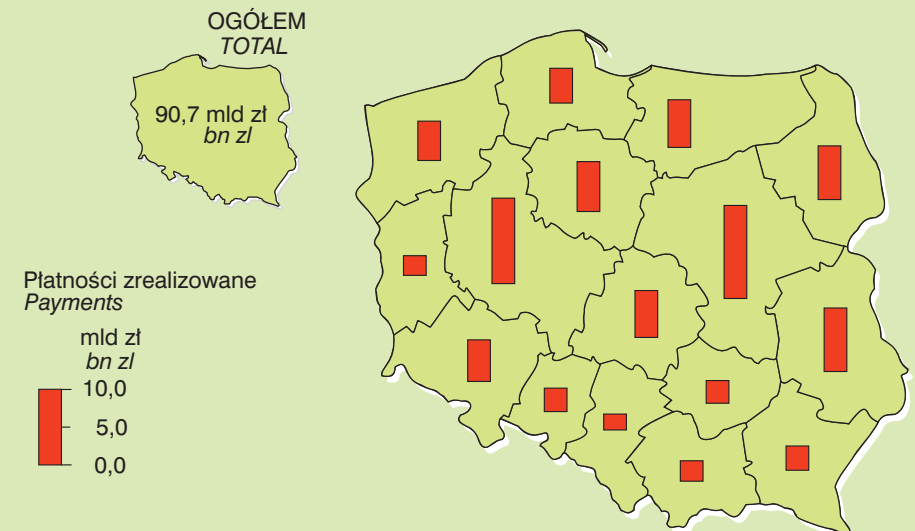 OGÓŁEM
TOTAL
90,7 mld zł
bn zl
Płatności zrealizowane
Payments
mld zł
bn zl
10,0
5,0
0,0